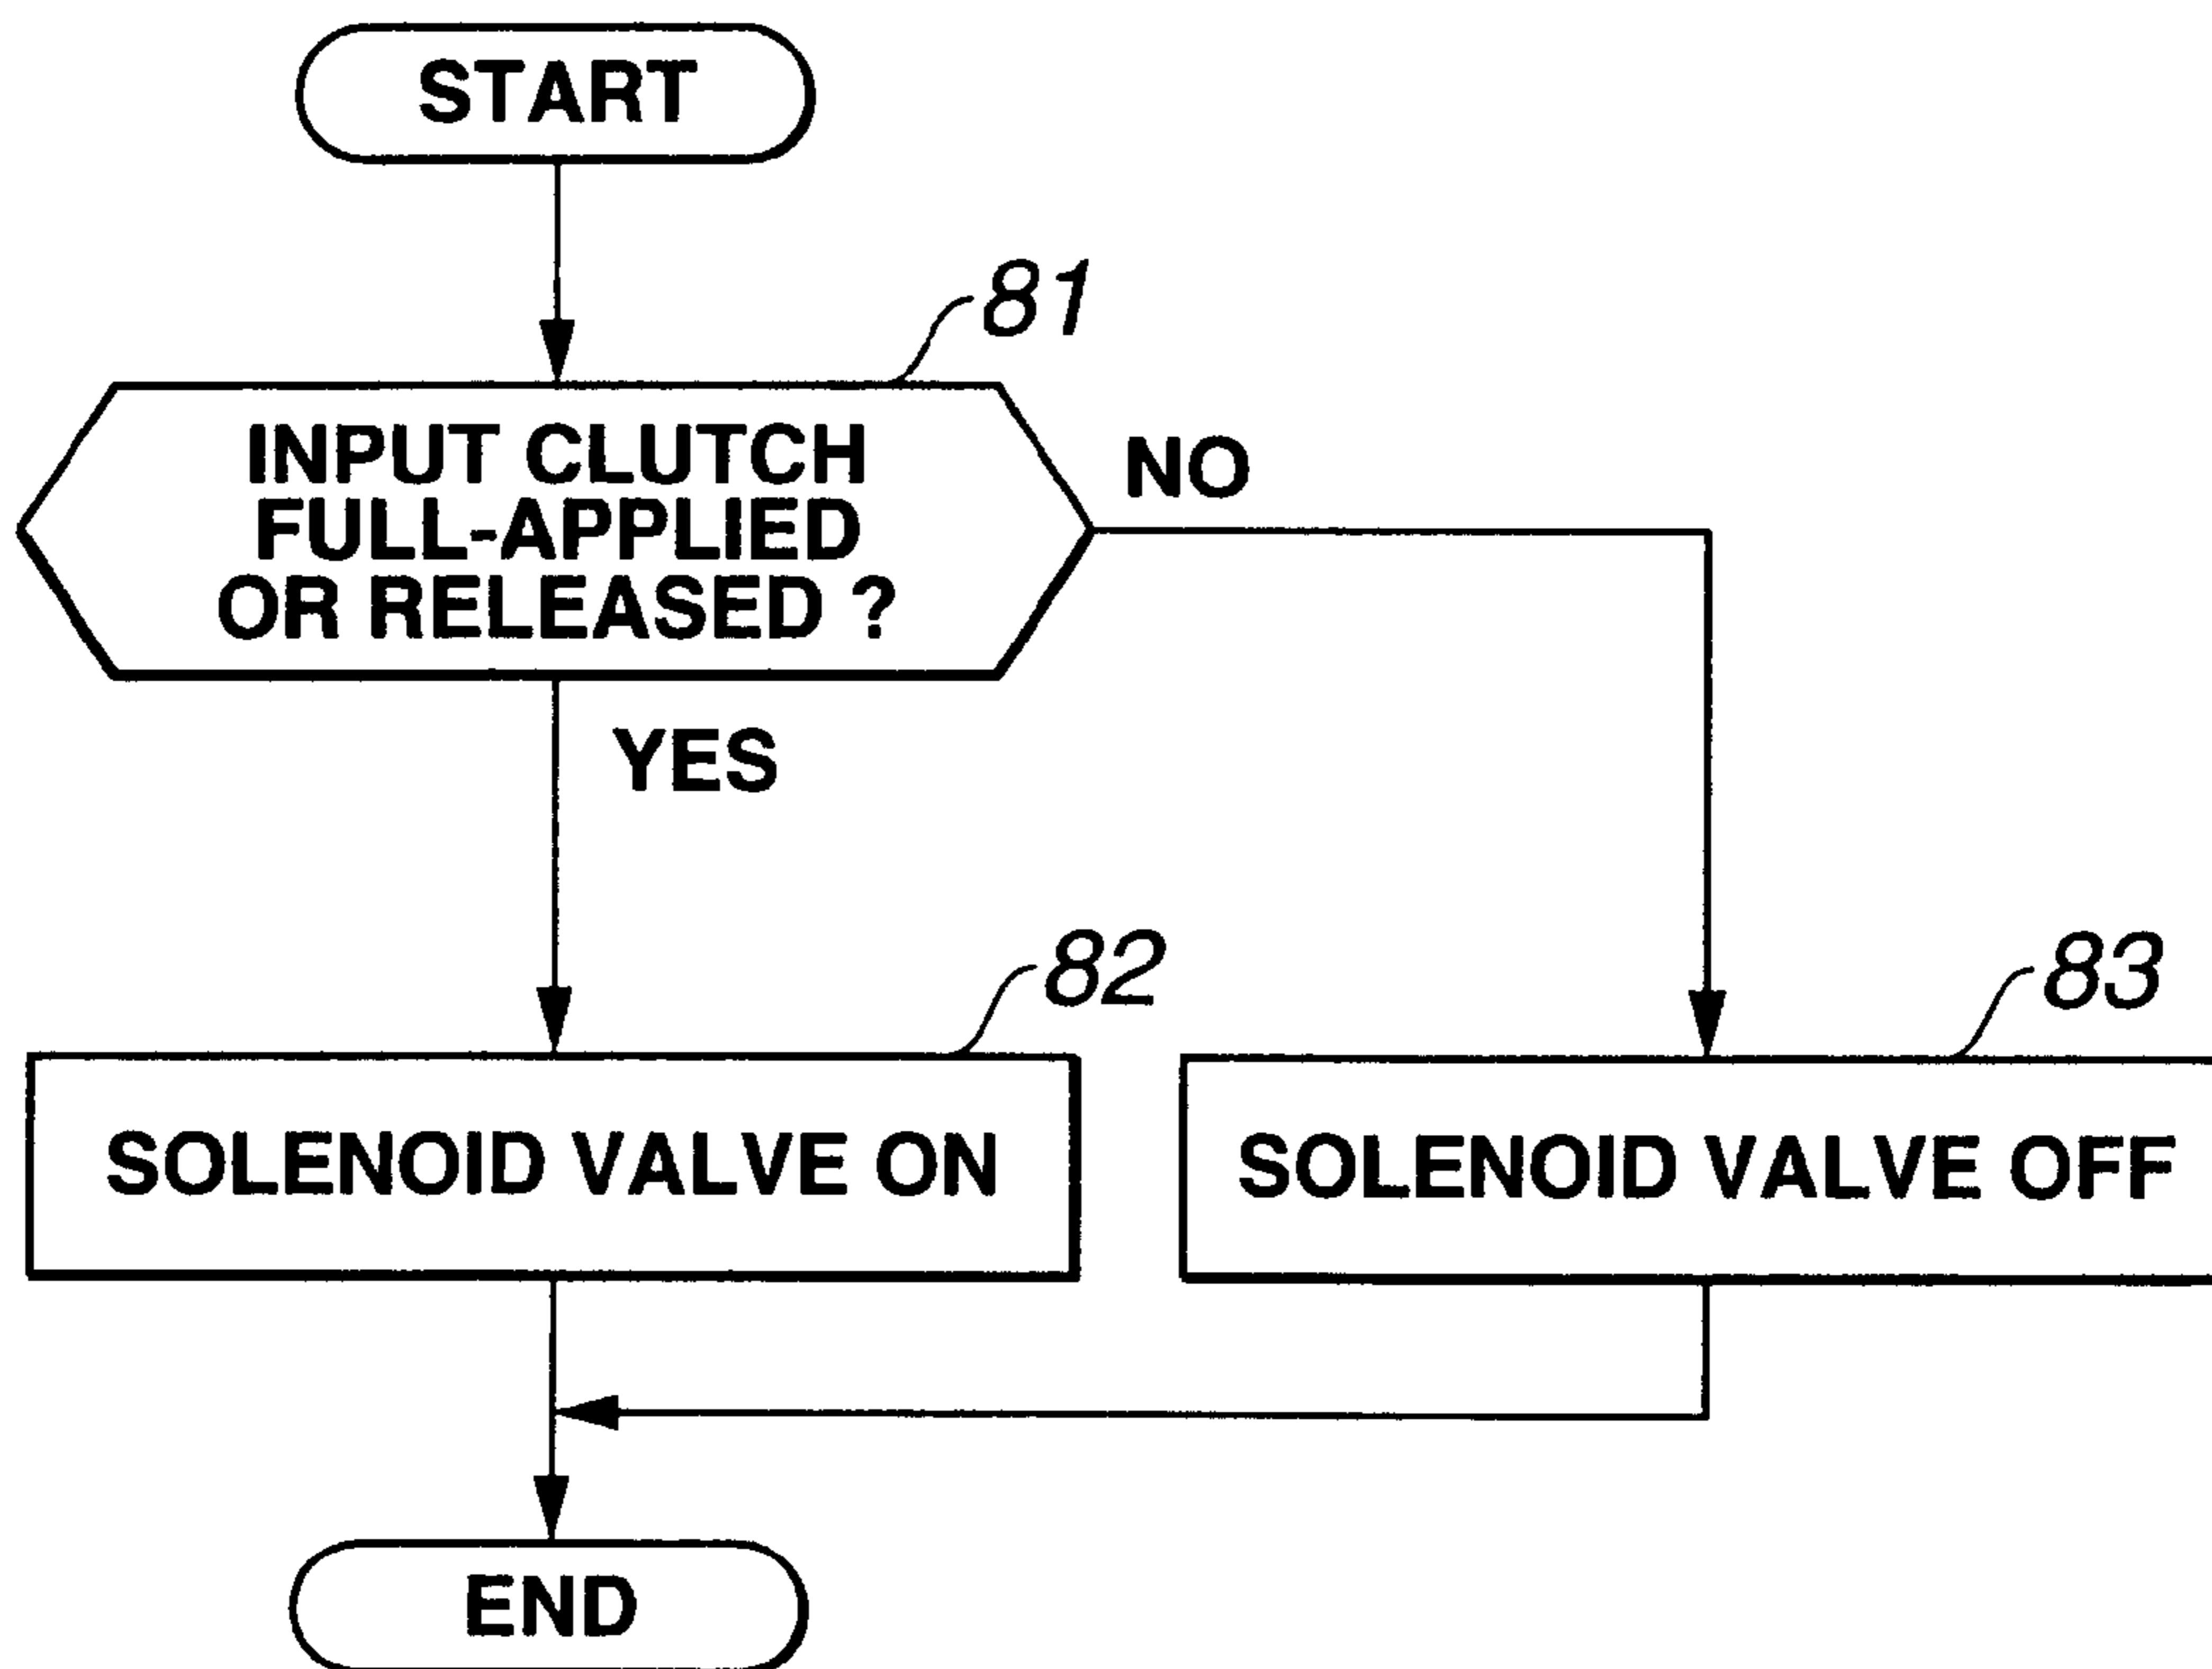 START
81
INPUT CLUTCH
FULL-APPLIED
OR RELEASED ?
NO
YES
82
SOLENOID VALVE ON
83
SOLENOID VALVE OFF
END